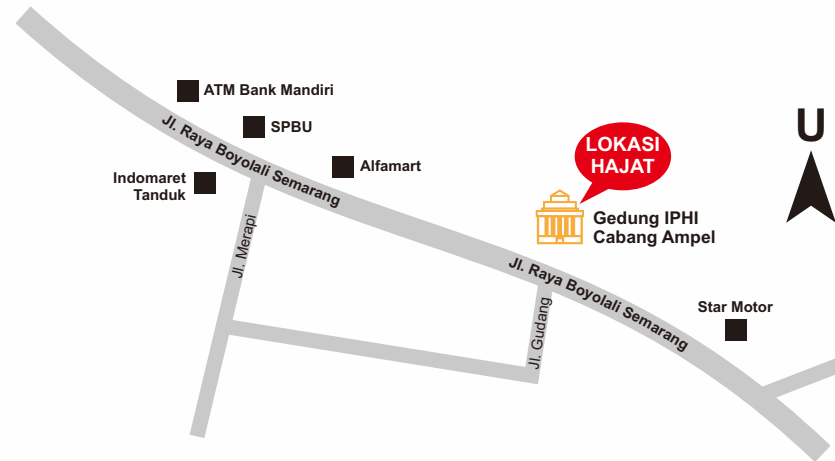 ATM Bank Mandiri
SPBU
Jl. Raya Boyolali Semarang
Alfamart
Indomaret
Tanduk
Jl. Merapi
LOKASI
HAJAT
U
Gedung IPHI
Cabang Ampel
Jl. Raya Boyolali Semarang
Jl. Gudang
Star Motor